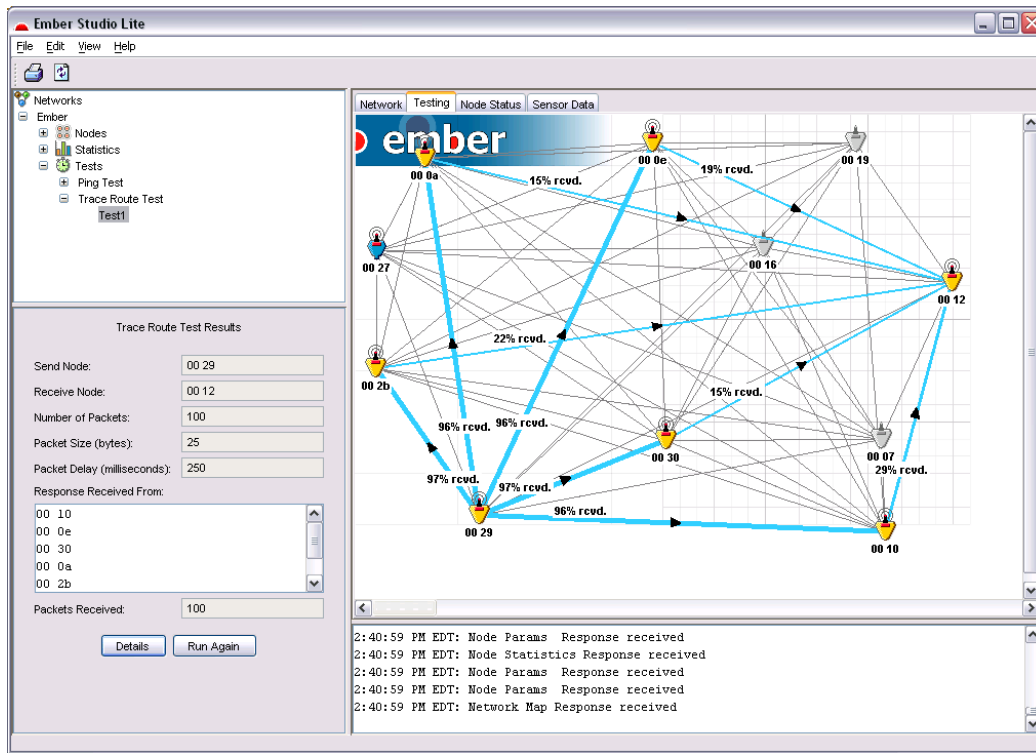 Ember Studio Lite
File Edit View Help
Networks
Ember
Nodes
Statistics
Tests
Ping Test
Trace Route Test
Test1
Trace Route Test Results
Send Node: 00 29
Receive Node: 00 12
Number of Packets: 100
Packet Size (bytes): 25
Packet Delay (milliseconds): 250
Response Received From:
00 10
00 0e
00 30
00 0a
00 2b
Packets Received: 100
Details Run Again
Network Testing Node Status Sensor Data
ember
00 0a
00 0e
00 19
15% rcvd.
19% rcvd.
00 27
00 16
00 12
22% rcvd.
00 2b
15% rcvd.
96% rcvd.
96% rcvd.
00 30
00 07
97% rcvd.
97% rcvd.
29% rcvd.
00 29
96% rcvd.
00 10
2:40:59 PM EDT: Node Params Response received
2:40:59 PM EDT: Node Statistics Response received
2:40:59 PM EDT: Node Params Response received
2:40:59 PM EDT: Node Params Response received
2:40:59 PM EDT: Network Map Response received